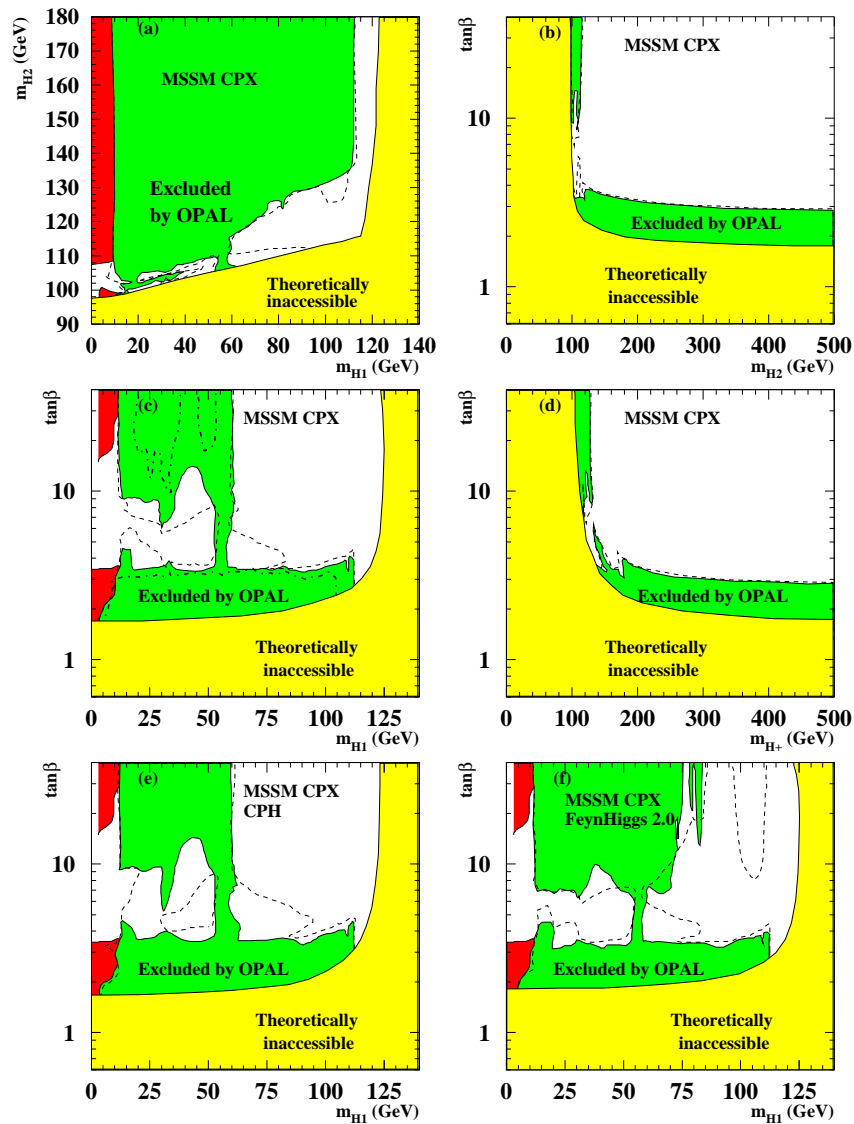 180
170
160
150
140
130
120
110
100
90
m_H2 (GeV)
(a)
MSSM CPX
Excluded
by OPAL
Theoretically
inaccessible
0 20 40 60 80 100 120 140
m_H1 (GeV)
tanβ
10
1
(b)
MSSM CPX
Excluded by OPAL
Theoretically
inaccessible
0 100 200 300 400 500
m_H2 (GeV)
tanβ
10
1
(c)
MSSM CPX
Excluded by OPAL
Theoretically
inaccessible
0 25 50 75 100 125
m_H1 (GeV)
tanβ
10
1
(d)
MSSM CPX
Excluded by OPAL
Theoretically
inaccessible
0 100 200 300 400 500
m_H+ (GeV)
tanβ
10
1
(e)
MSSM CPX
CPH
Excluded by OPAL
Theoretically
inaccessible
0 25 50 75 100 125
m_H1 (GeV)
tanβ
10
1
(f)
MSSM CPX
FeynHiggs 2.0
Excluded by OPAL
Theoretically
inaccessible
0 25 50 75 100 125
m_H1 (GeV)